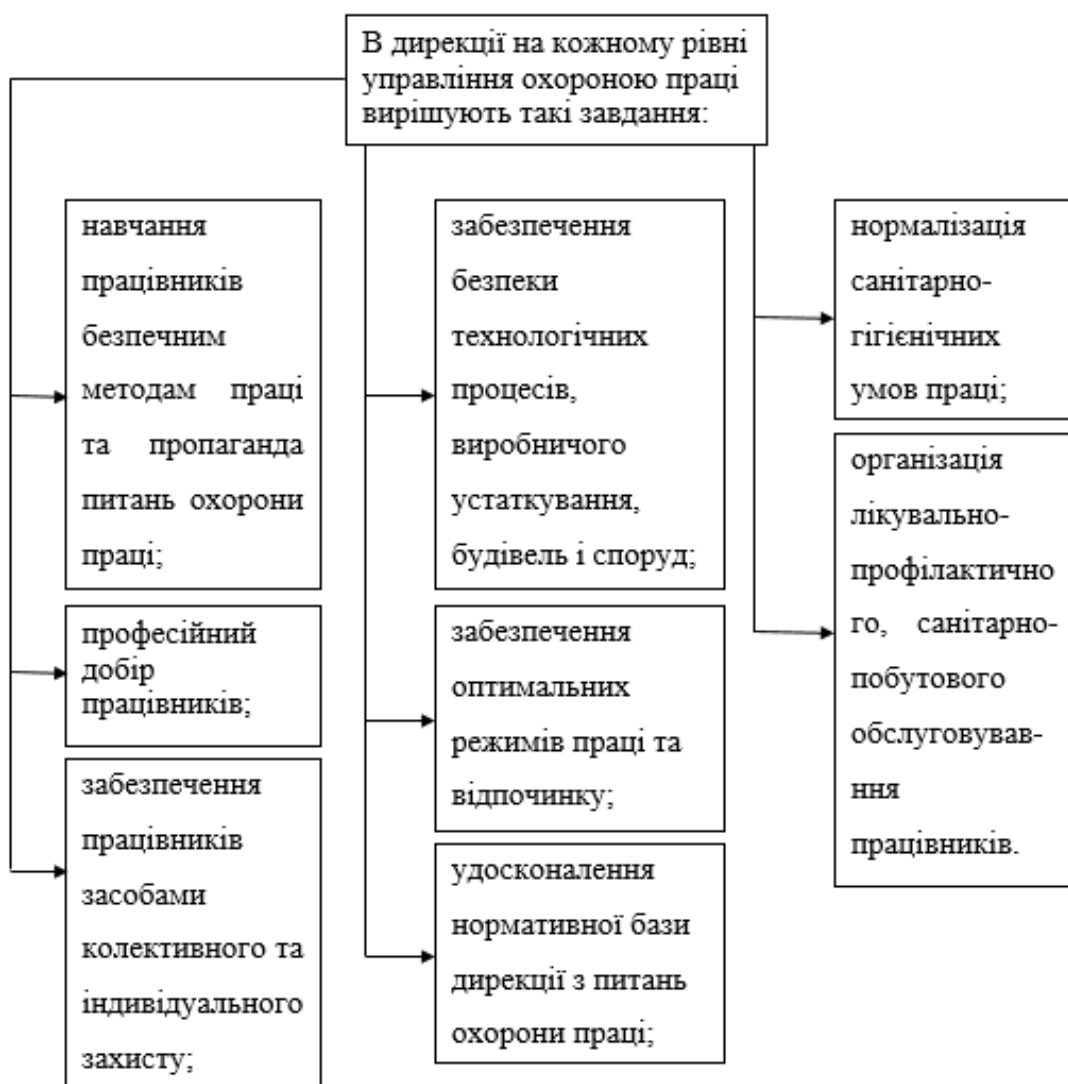 В дирекції на кожному рівні
управління охороною праці
вирішують такі завдання:
навчання
працівників
безпечним
методам праці
та пропаганда
питань охорони
праці;
професійний
добір
працівників;
забезпечення
працівників
засобами
колективного та
індивідуального
захисту;
забезпечення
безпеки
технологічних
процесів,
виробничого
устаткування,
будівель і споруд;
забезпечення
оптимальних
режимів праці та
відпочинку;
удосконалення
нормативної бази
дирекції з питань
охорони праці;
нормалізація
санітарно-
гігієнічних
умов праці;
організація
лікувально-
профілактично
го, санітарно-
побутового
обслуговував-
ння
працівників.